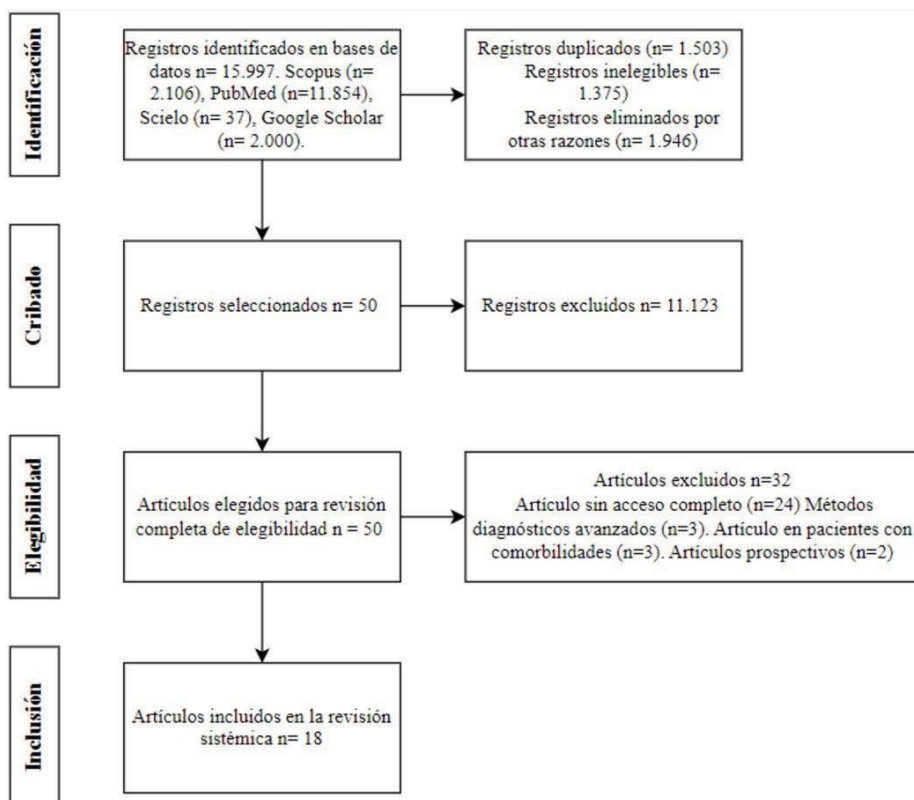 Identificación
Registros identificados en bases de
datos n= 15.997. Scopus (n=
2.106), PubMed (n=11.854),
Scielo (n= 37), Google Scholar
(n= 2.000).
Registros duplicados (n= 1.503)
Registros inelegibles (n=
1.375)
Registros eliminados por
otras razones (n= 1.946)
Cribado
Registros seleccionados n= 50
Registros excluidos n= 11.123
Elegibilidad
Artículos elegidos para revisión
completa de elegibilidad n = 50
Artículos excluidos n=32
Artículo sin acceso completo (n=24) Métodos
diagnósticos avanzados (n=3). Artículo en pacientes con
comorbilidades (n=3). Artículos prospectivos (n=2)
Inclusión
Artículos incluidos en la revisión
sistémica n= 18